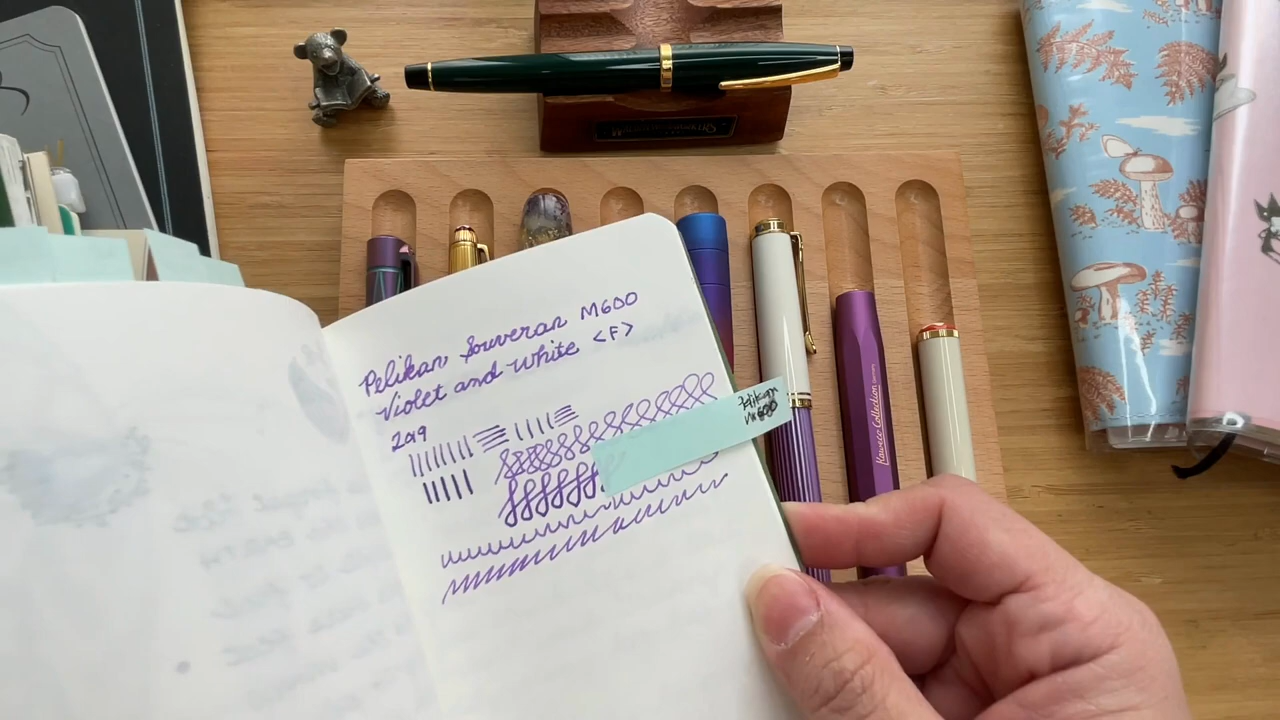 Pelikan Souveran M600
Violet and White <F>
2019
Pelikan
M600
Kaweco Collection